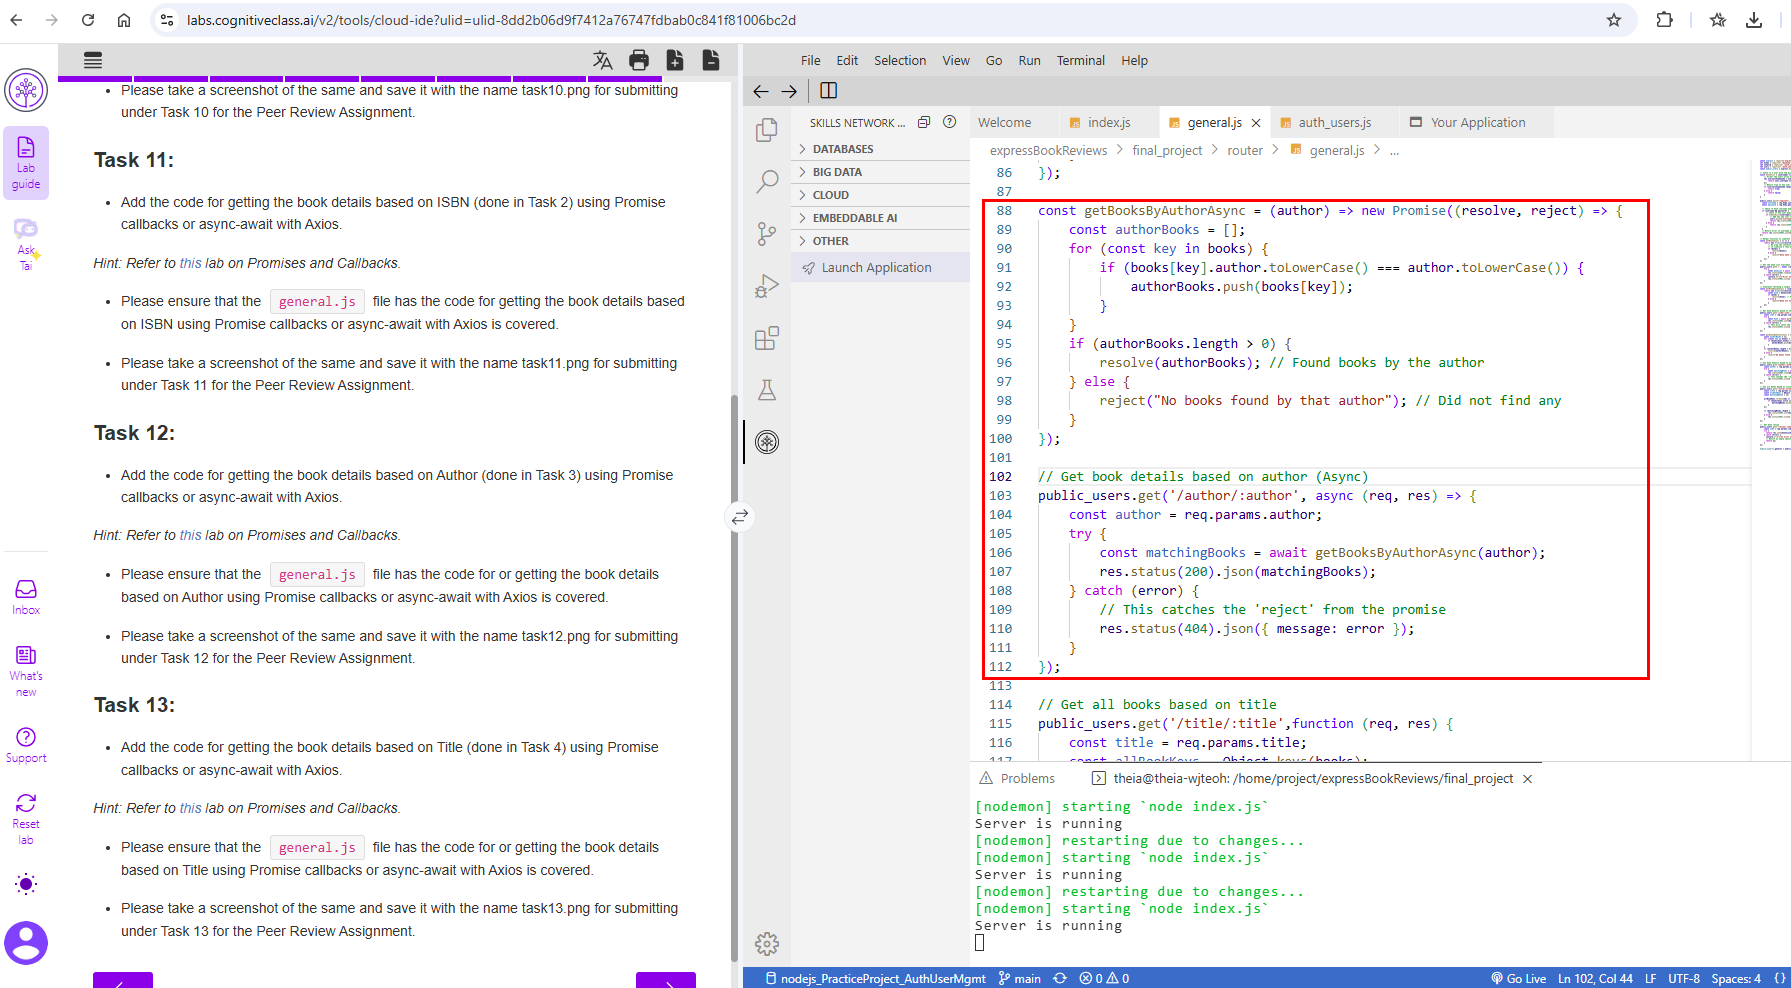 labs.cognitiveclass.ai/v2/tools/cloud-ide?ulid=ulid-8dd2b06d9f7412a76747fdbab0c841f81006bc2d
Lab
guide
Ask
Tai
Inbox
What's
new
Support
Reset
lab
Please take a screenshot of the same and save it with the name task10.png for submitting
under Task 10 for the Peer Review Assignment.
Task 11:
Add the code for getting the book details based on ISBN (done in Task 2) using Promise
callbacks or async-await with Axios.
Hint: Refer to this lab on Promises and Callbacks.
Please ensure that the general.js file has the code for getting the book details based
on ISBN using Promise callbacks or async-await with Axios is covered.
Please take a screenshot of the same and save it with the name task11.png for submitting
under Task 11 for the Peer Review Assignment.
Task 12:
Add the code for getting the book details based on Author (done in Task 3) using Promise
callbacks or async-await with Axios.
Hint: Refer to this lab on Promises and Callbacks.
Please ensure that the general.js file has the code for or getting the book details
based on Author using Promise callbacks or async-await with Axios is covered.
Please take a screenshot of the same and save it with the name task12.png for submitting
under Task 12 for the Peer Review Assignment.
Task 13:
Add the code for getting the book details based on Title (done in Task 4) using Promise
callbacks or async-await with Axios.
Hint: Refer to this lab on Promises and Callbacks.
Please ensure that the general.js file has the code for or getting the book details
based on Title using Promise callbacks or async-await with Axios is covered.
Please take a screenshot of the same and save it with the name task13.png for submitting
under Task 13 for the Peer Review Assignment.
File Edit Selection View Go Run Terminal Help
SKILLS NETWORK ...
DATABASES
BIG DATA
CLOUD
EMBEDDABLE AI
OTHER
Launch Application
Welcome index.js general.js auth_users.js Your Application
expressBookReviews > final_project > router > general.js > ...
86 });
87
88 const getBooksByAuthorAsync = (author) => new Promise((resolve, reject) => {
89 const authorBooks = [];
90 for (const key in books) {
91 if (books[key].author.toLowerCase() === author.toLowerCase()) {
92 authorBooks.push(books[key]);
93 }
94 }
95 if (authorBooks.length > 0) {
96 resolve(authorBooks); // Found books by the author
97 } else {
98 reject("No books found by that author"); // Did not find any
99 }
100 });
101
102 // Get book details based on author (Async)
103 public_users.get('/author/:author', async (req, res) => {
104 const author = req.params.author;
105 try {
106 const matchingBooks = await getBooksByAuthorAsync(author);
107 res.status(200).json(matchingBooks);
108 } catch (error) {
109 // This catches the 'reject' from the promise
110 res.status(404).json({ message: error });
111 }
112 });
113
114 // Get all books based on title
115 public_users.get('/title/:title',function (req, res) {
116 const title = req.params.title;
117 const allBookKeys = Object.keys(books);
Problems theia@theia-wjteoh: /home/project/expressBookReviews/final_project
[nodemon] starting `node index.js`
Server is running
[nodemon] restarting due to changes...
[nodemon] starting `node index.js`
Server is running
[nodemon] restarting due to changes...
[nodemon] starting `node index.js`
Server is running
nodejs_PracticeProject_AuthUserMgmt main 0 0 Go Live Ln 102, Col 44 LF UTF-8 Spaces: 4 {}